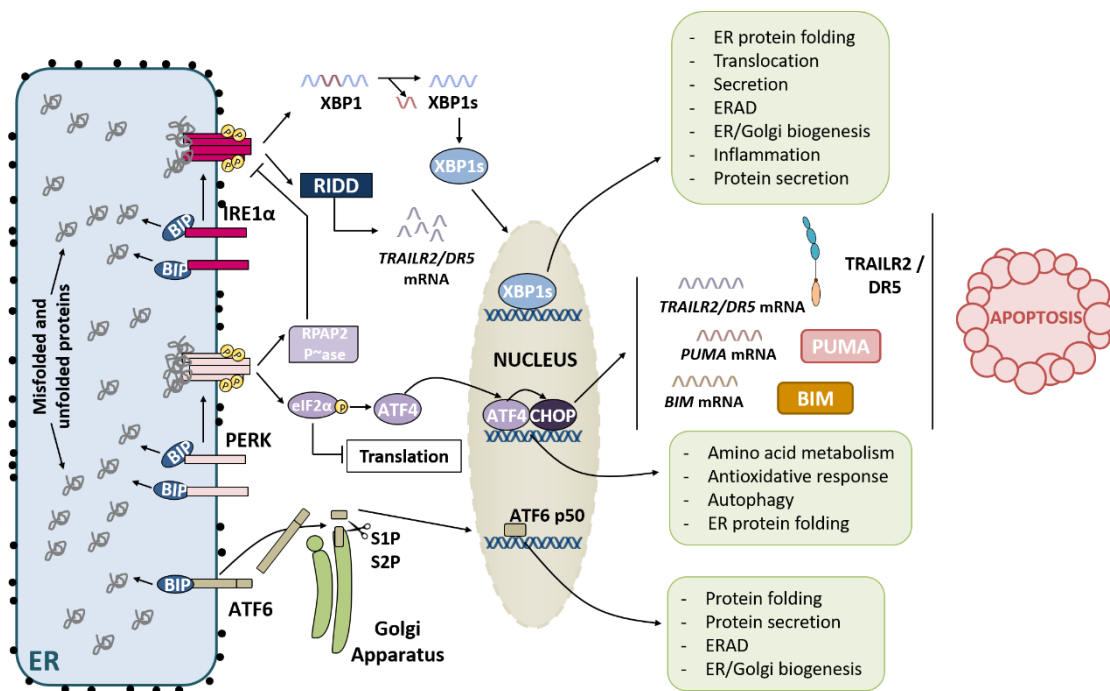 - ER protein folding
- Translocation
- Secretion
- ERAD
- ER/Golgi biogenesis
- Inflammation
- Protein secretion
XBP1
XBP1s
XBP1s
P P
P P
RIDD
IRE1α
BIP
BIP
TRAILR2/DR5
mRNA
XBP1s
TRAILR2 /
DR5
TRAILR2/DR5 mRNA
APOPTOSIS
Misfolded and
unfolded proteins
RPAP2
P~ase
P P
P P
NUCLEUS
PUMA mRNA
PUMA
BIM mRNA
BIM
eIF2α
P
ATF4
ATF4
CHOP
PERK
BIP
BIP
Translation
- Amino acid metabolism
- Antioxidative response
- Autophagy
- ER protein folding
ATF6 p50
S1P
S2P
BIP
ATF6
Golgi
Apparatus
- Protein folding
- Protein secretion
- ERAD
- ER/Golgi biogenesis
ER